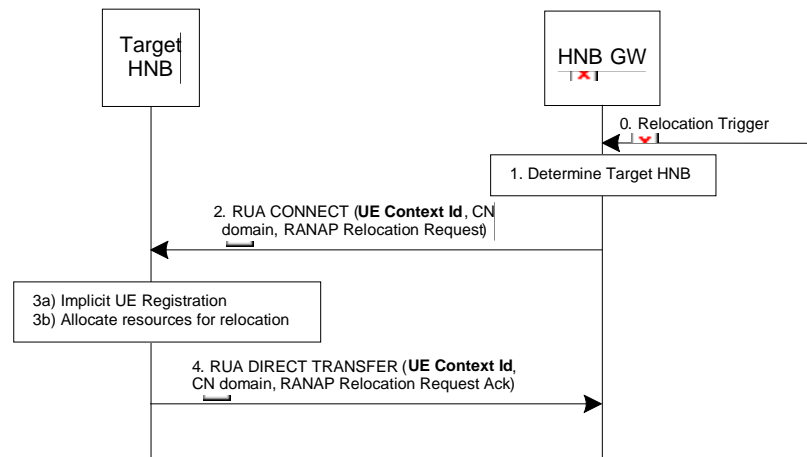 Target
HNB
HNB GW
0. Relocation Trigger
1. Determine Target HNB
2. RUA CONNECT (UE Context Id, CN
domain, RANAP Relocation Request)
3a) Implicit UE Registration
3b) Allocate resources for relocation
4. RUA DIRECT TRANSFER (UE Context Id,
CN domain, RANAP Relocation Request Ack)